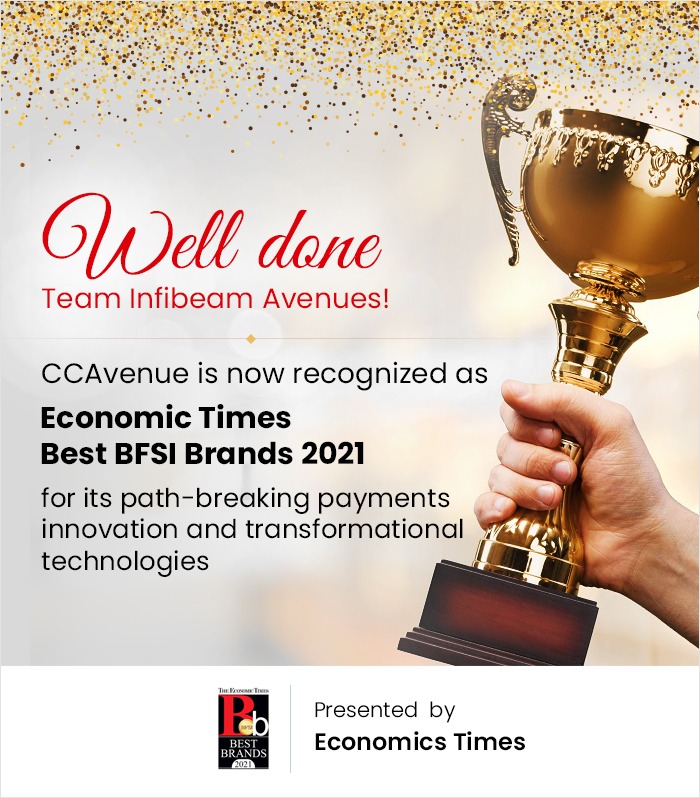 Well done
Team Infibeam Avenues!
CCAvenue is now recognized as
Economic Times
Best BFSI Brands 2021
for its path-breaking payments
innovation and transformational
technologies
THE ECONOMIC TIMES
BFSI
BEST
BRANDS
2021
Presented by
Economics Times